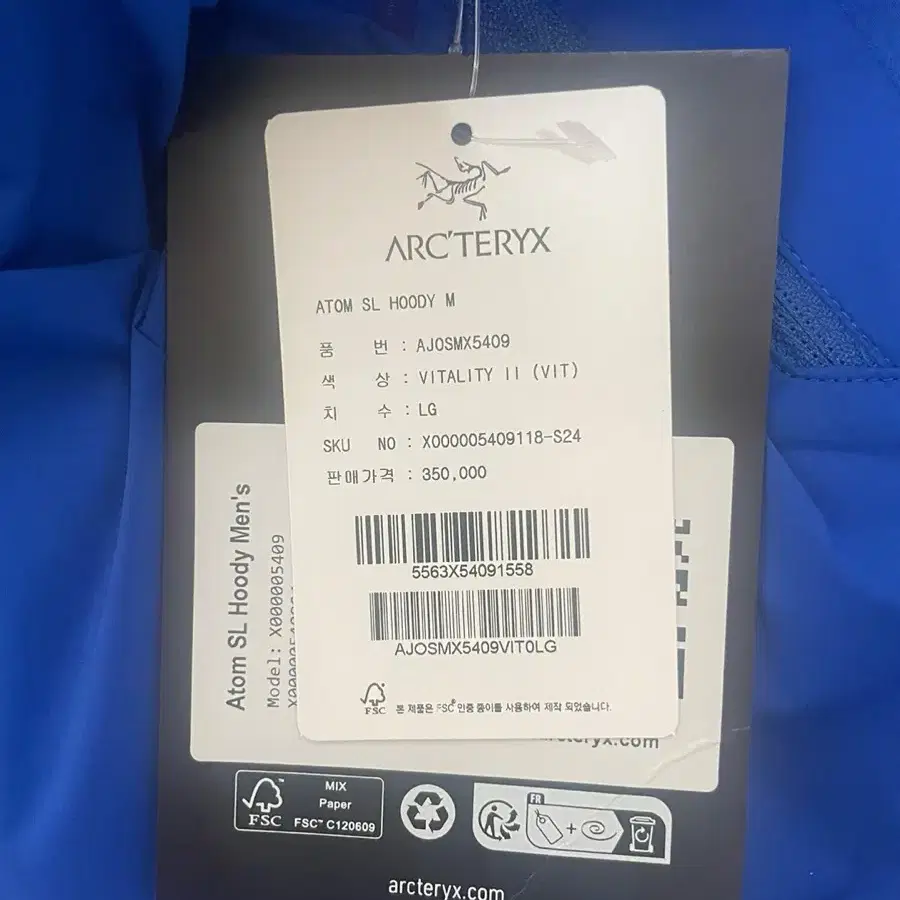 ARC'TERYX
ATOM SL HOODY M
품 번 : AJOSMX5409
색 상 : VITALITY II (VIT)
치 수 : LG
SKU NO : X000005409118-S24
판매가격 : 350,000
5563X54091558
AJOSMX5409VIT0LG
FSC 본 제품은 FSC® 인증 종이를 사용하여 제작 되었습니다.
Atom SL Hoody Men's
Model: X000005409
arcteryx.com
FSC™
MIX
Paper
FSC™ C120609
FR
+
arcteryx.com